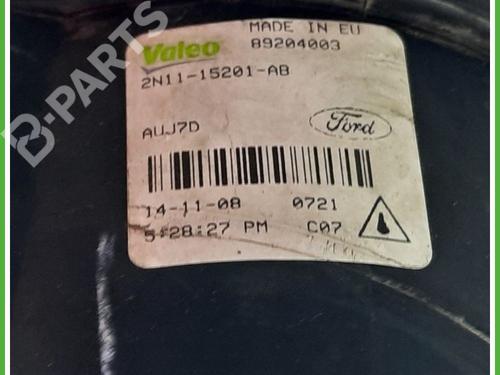 Valeo
MADE IN EU
89204003
2N11-15201-AB
AUJ7D
Ford
14-11-08 0721
5:28:27 PM C07
B-PARTS